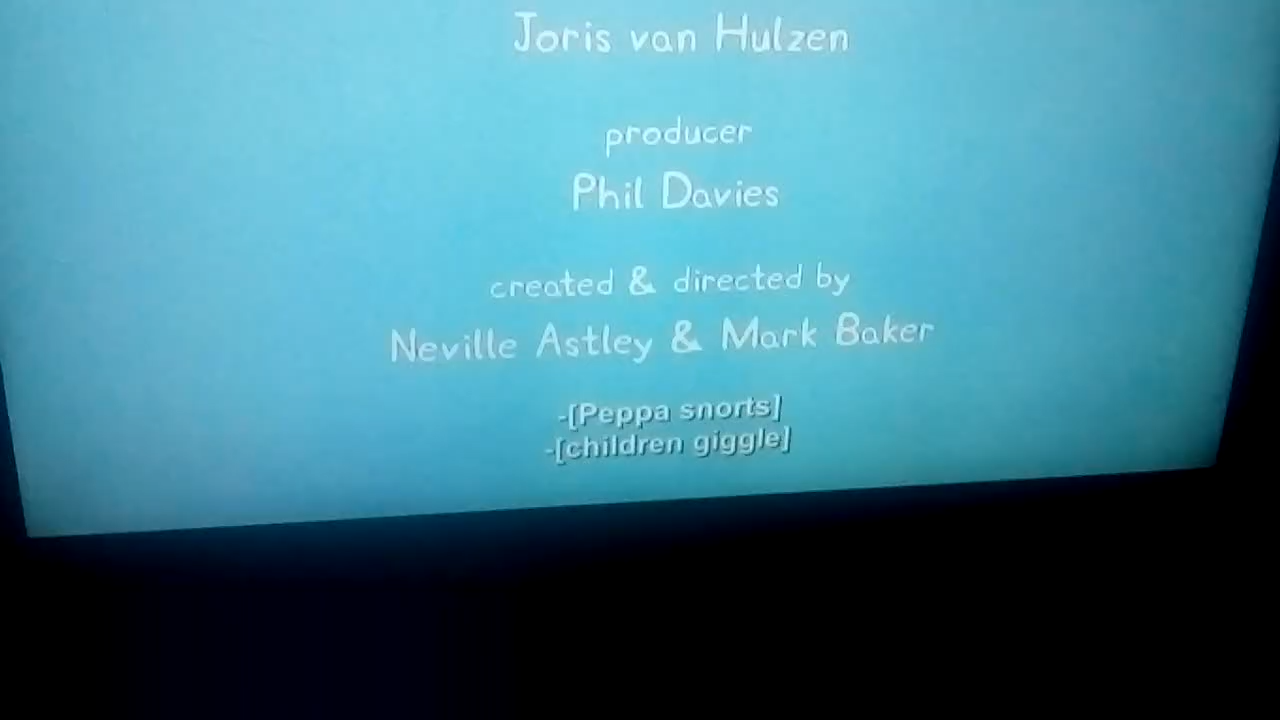 Joris van Hulzen
producer
Phil Davies
created & directed by
Neville Astley & Mark Baker
-[Peppa snorts]
-[children giggle]